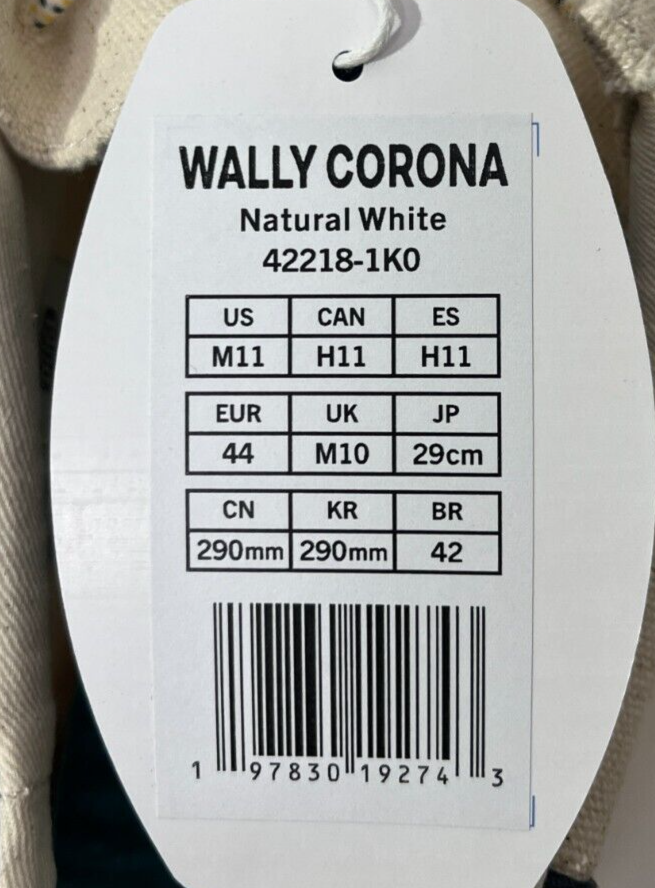 WALLY CORONA
Natural White
42218-1K0
US CAN ES
M11 H11 H11
EUR UK JP
44 M10 29cm
CN KR BR
290mm 290mm 42
1 97830 19274 3